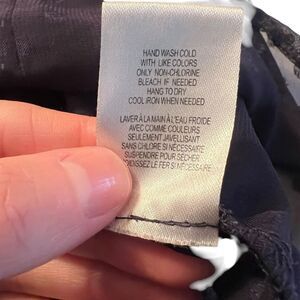 HAND WASH COLD
WITH LIKE COLORS
ONLY NON-CHLORINE
BLEACH IF NEEDED
HANG TO DRY
COOL IRON WHEN NEEDED
LAVER À LA MAIN À L'EAU FROIDE
AVEC COMME COULEURS
SEULEMENT JAVELLISANT
SANS CHLORE SI NÉCESSAIRE
SUSPENDRE POUR SÉCHER
LE FER SI NÉCESSAIRE